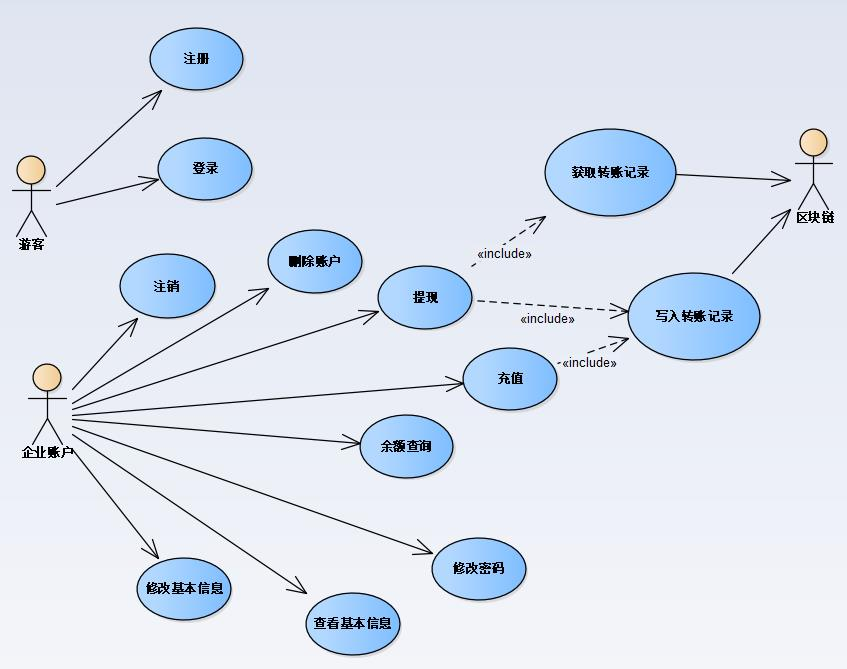 注册
登录
游客
获取转账记录
区块链
«include»
删除账户
注销
提现
«include»
写入转账记录
«include»
充值
企业账户
余额查询
修改密码
修改基本信息
查看基本信息